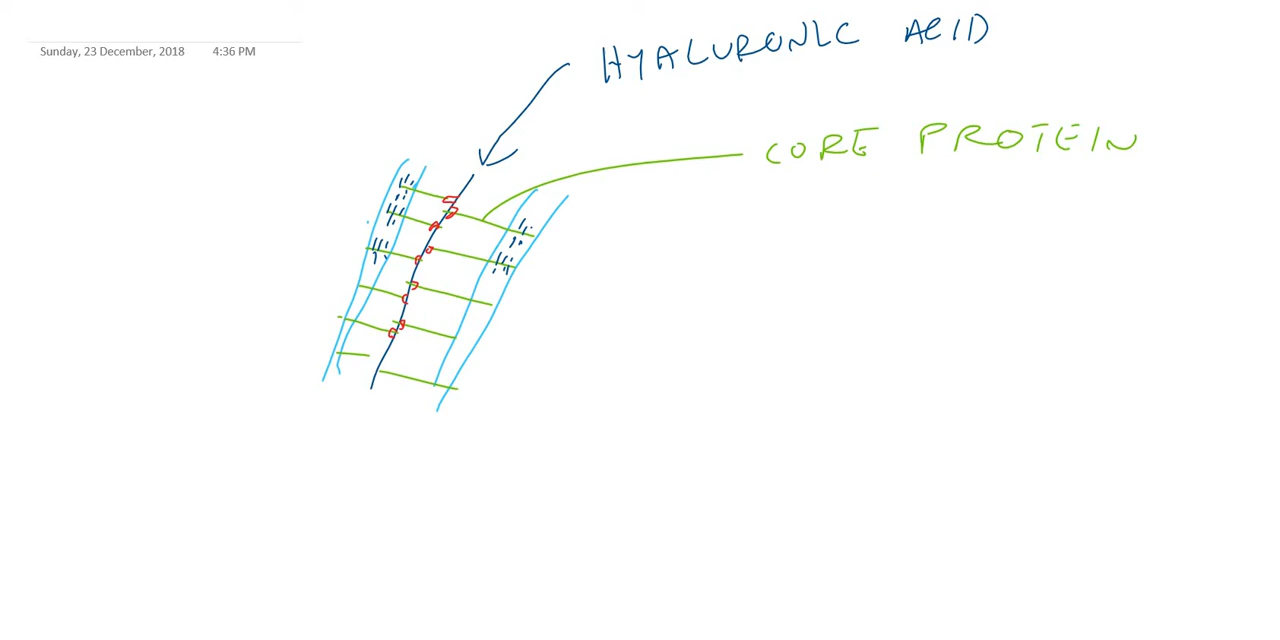 Sunday, 23 December, 2018 4:36 PM
HYALURONIC ACID
CORE PROTEIN